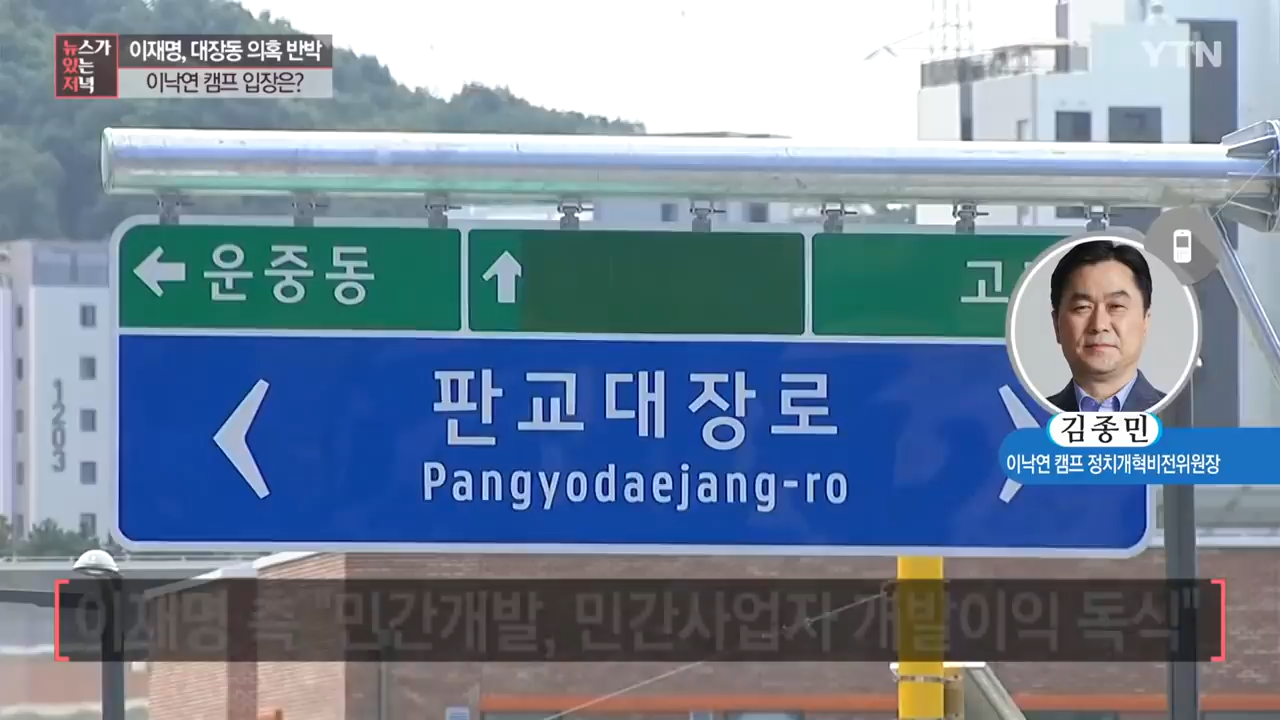 뉴스가
있는
저녁
이재명, 대장동 의혹 반박
이낙연 캠프 입장은?
YTN
운중동
고
판교대장로
Pangyodaejang-ro
1203
김종민
이낙연 캠프 정치개혁비전위원장
이재명 측 "민간개발, 민간사업자 개발이익 독식"